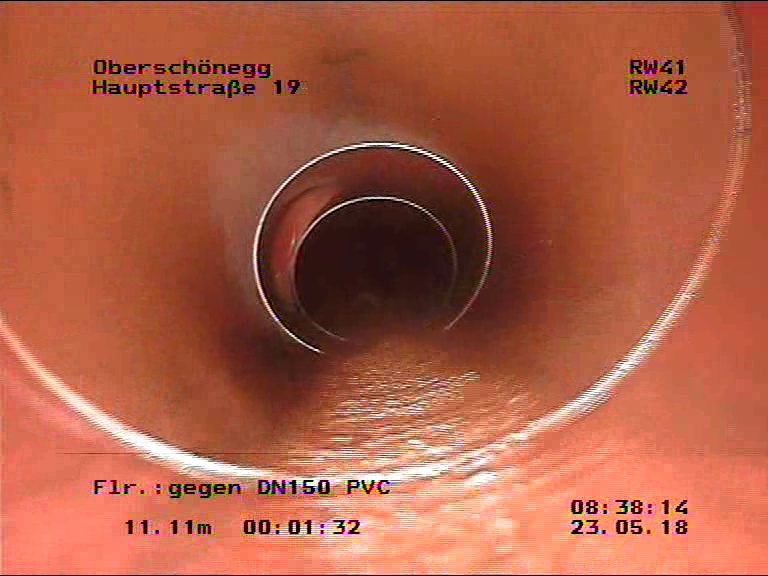 Oberschönegg
Hauptstraße 19
RW41
RW42
Flr.:gegen DN150 PVC
11.11m 00:01:32
08:38:14
23.05.18